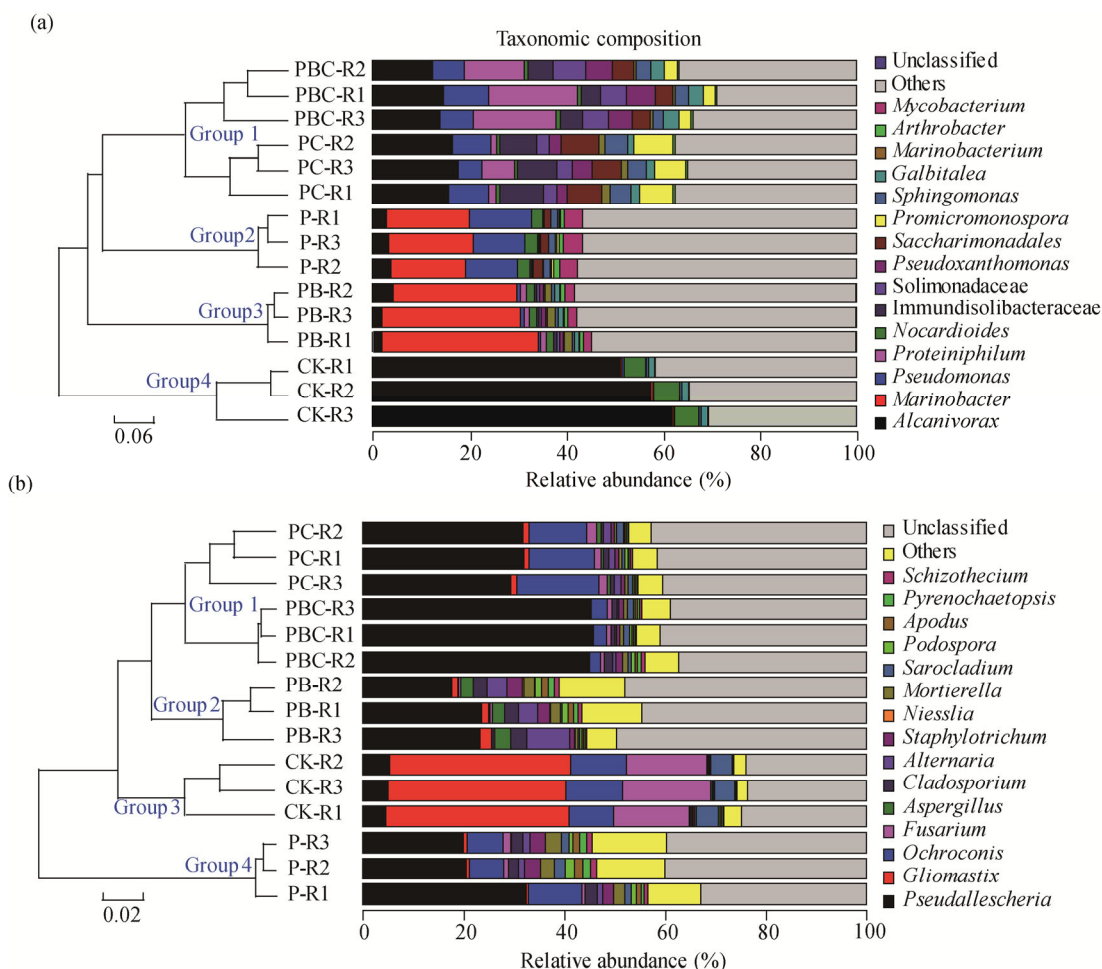 (a)
Taxonomic composition
PBC-R2
PBC-R1
PBC-R3
PC-R2
PC-R3
PC-R1
P-R1
P-R3
P-R2
PB-R2
PB-R3
PB-R1
CK-R1
CK-R2
CK-R3
Group 1
Group2
Group3
Group4
0.06
0 20 40 60 80 100
Relative abundance (%)
Unclassified
Others
Mycobacterium
Arthrobacter
Marinobacterium
Galbitalea
Sphingomonas
Promicromonospora
Saccharimonadales
Pseudoxanthomonas
Solimonadaceae
Immundisolibacteraceae
Nocardioides
Proteiniphilum
Pseudomonas
Marinobacter
Alcanivorax
(b)
PC-R2
PC-R1
PC-R3
PBC-R3
PBC-R1
PBC-R2
PB-R2
PB-R1
PB-R3
CK-R2
CK-R3
CK-R1
P-R3
P-R2
P-R1
Group 1
Group 2
Group 3
Group 4
0.02
0 20 40 60 80 100
Relative abundance (%)
Unclassified
Others
Schizothecium
Pyrenochaetopsis
Apodus
Podospora
Sarocladium
Mortierella
Niesslia
Staphylotrichum
Alternaria
Cladosporium
Aspergillus
Fusarium
Ochroconis
Gliomastix
Pseudallescheria